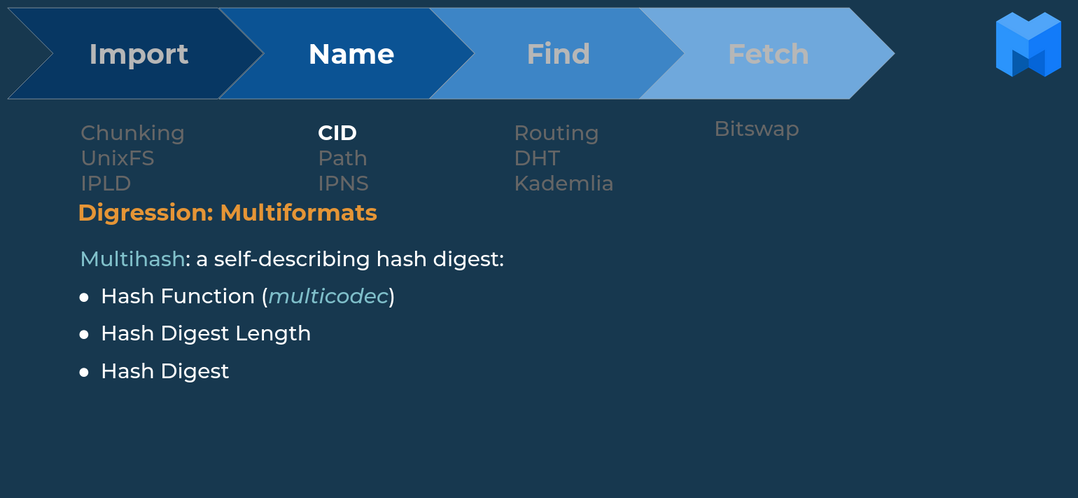 Import
Name
Find
Fetch
Chunking
UnixFS
IPLD
CID
Path
IPNS
Routing
DHT
Kademlia
Bitswap
Digression: Multiformats
Multihash: a self-describing hash digest:
● Hash Function (multicodec)
● Hash Digest Length
● Hash Digest